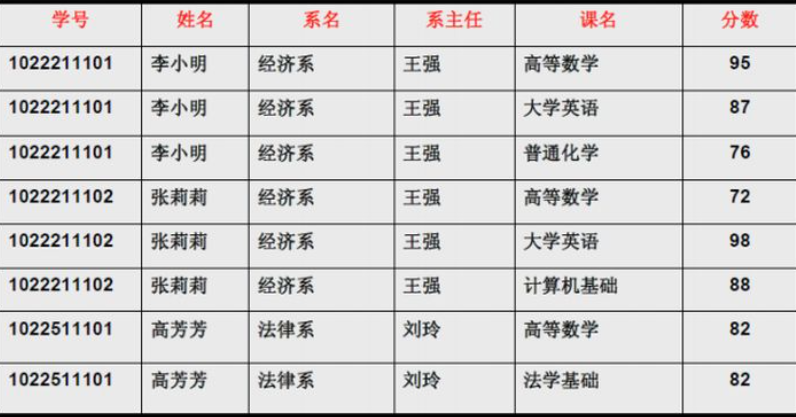 学号 姓名 系名 系主任 课名 分数
1022211101 李小明 经济系 王强 高等数学 95
1022211101 李小明 经济系 王强 大学英语 87
1022211101 李小明 经济系 王强 普通化学 76
1022211102 张莉莉 经济系 王强 高等数学 72
1022211102 张莉莉 经济系 王强 大学英语 98
1022211102 张莉莉 经济系 王强 计算机基础 88
1022511101 高芳芳 法律系 刘玲 高等数学 82
1022511101 高芳芳 法律系 刘玲 法学基础 82